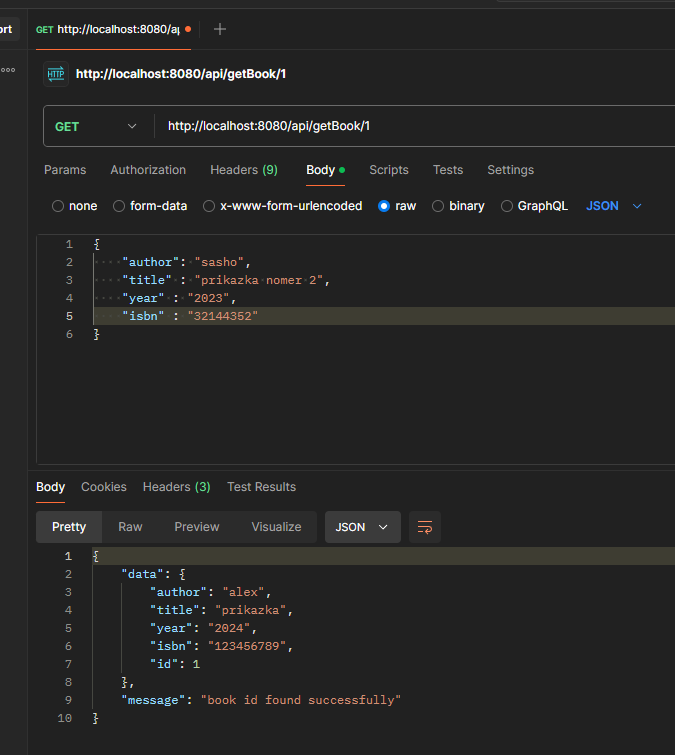 ort
GET http://localhost:8080/a
http://localhost:8080/api/getBook/1
GET http://localhost:8080/api/getBook/1
Params Authorization Headers (9) Body Scripts Tests Settings
none form-data x-www-form-urlencoded raw binary GraphQL JSON
1 {
2 "author": "sasho",
3 "title" : "prikazka nomer 2",
4 "year" : "2023",
5 "isbn" : "32144352"
6 }
Body Cookies Headers (3) Test Results
Pretty Raw Preview Visualize JSON
1 {
2 "data": {
3 "author": "alex",
4 "title": "prikazka",
5 "year": "2024",
6 "isbn": "123456789",
7 "id": 1
8 },
9 "message": "book id found successfully"
10 }